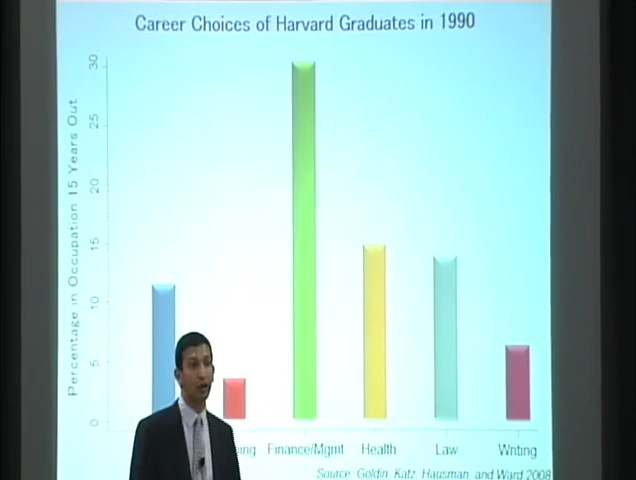 Career Choices of Harvard Graduates in 1990
Percentage in Occupation 15 Years Out
30
25
20
15
10
5
0
ing Finance/Mgmt Health Law Writing
Source: Goldin, Katz, Hausman, and Ward 2008